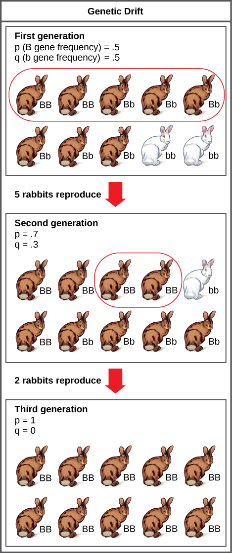 Genetic Drift
First generation
p (B gene frequency) = .5
q (b gene frequency) = .5
BB Bb Bb BB Bb
Bb Bb Bb bb bb
5 rabbits reproduce
Second generation
p = .7
q = .3
BB BB BB BB bb
Bb Bb Bb BB Bb
2 rabbits reproduce
Third generation
p = 1
q = 0
BB BB BB BB BB
BB BB BB BB BB